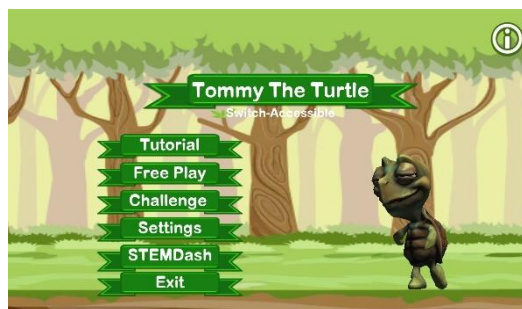 Tommy The Turtle
Switch-Accessible
Tutorial
Free Play
Challenge
Settings
STEMDash
Exit